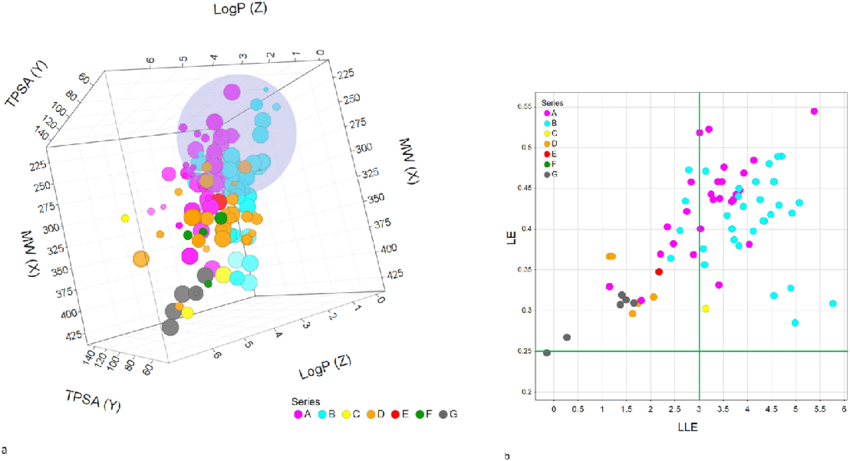 LogP (Z)
6 5 4 3 2 1 0
TPSA (Y)
60 80 100 120 140
225
250
275
300
325
350
375
400
425
MW (X)
225
250
275
300
325
350
375
400
425
MW (X)
140 120 100 80 60
TPSA (Y)
6 5 4 3 2 1 0
LogP (Z)
Series
A B C D E F G
a
Series
A
B
C
D
E
F
G
0.55
0.5
0.45
0.4
0.35
0.3
0.25
0.2
LE
0 0.5 1 1.5 2 2.5 3 3.5 4 4.5 5 5.5 6
LLE
b